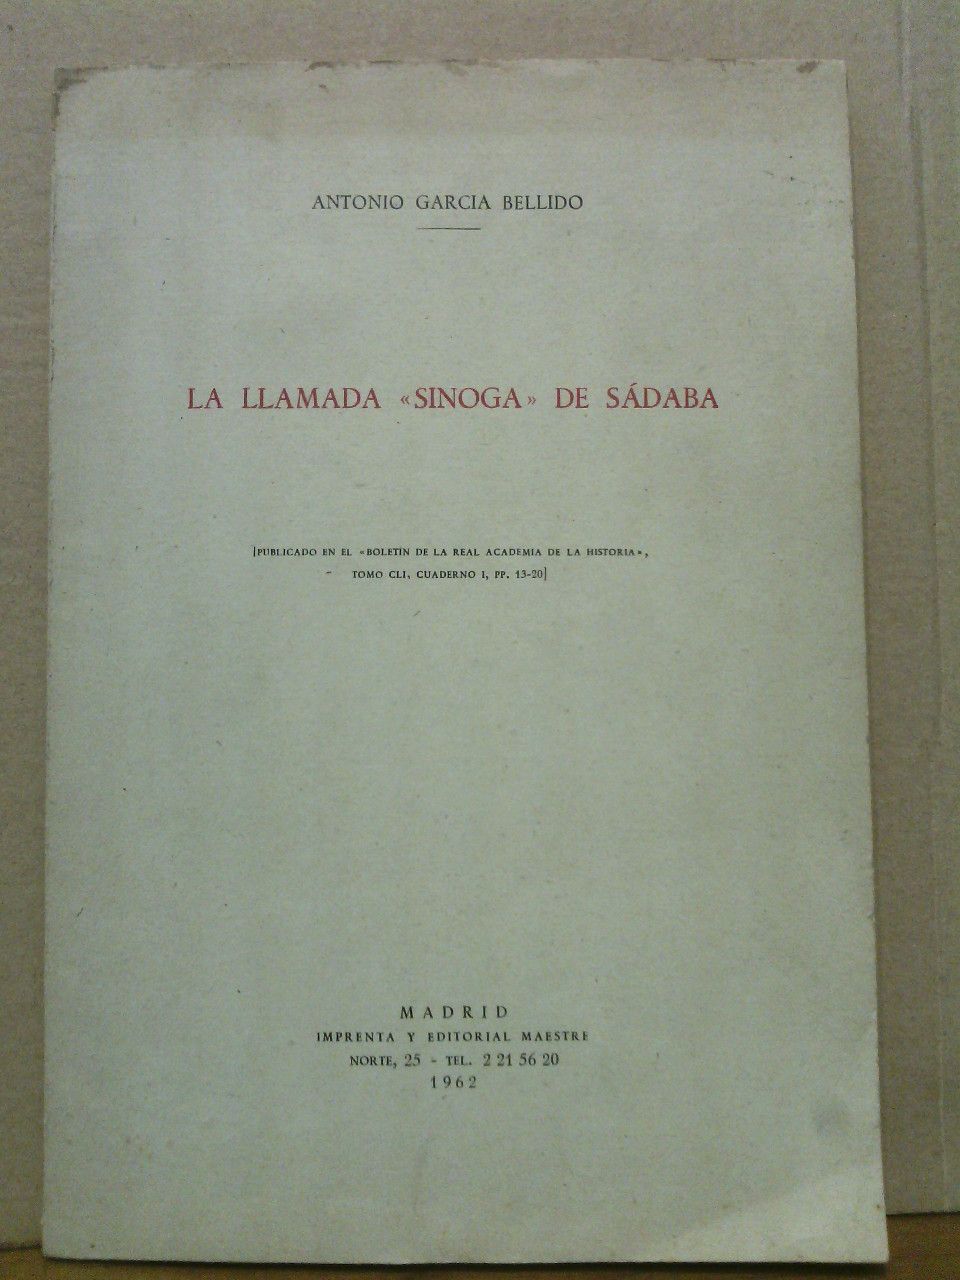 ANTONIO GARCIA BELLIDO
LA LLAMADA «SINOGA» DE SÁDABA
[PUBLICADO EN EL «BOLETÍN DE LA REAL ACADEMIA DE LA HISTORIA»,
TOMO CLI, CUADERNO I, PP. 13-20]
MADRID
IMPRENTA Y EDITORIAL MAESTRE
NORTE, 25 - TEL. 2 21 56 20
1962